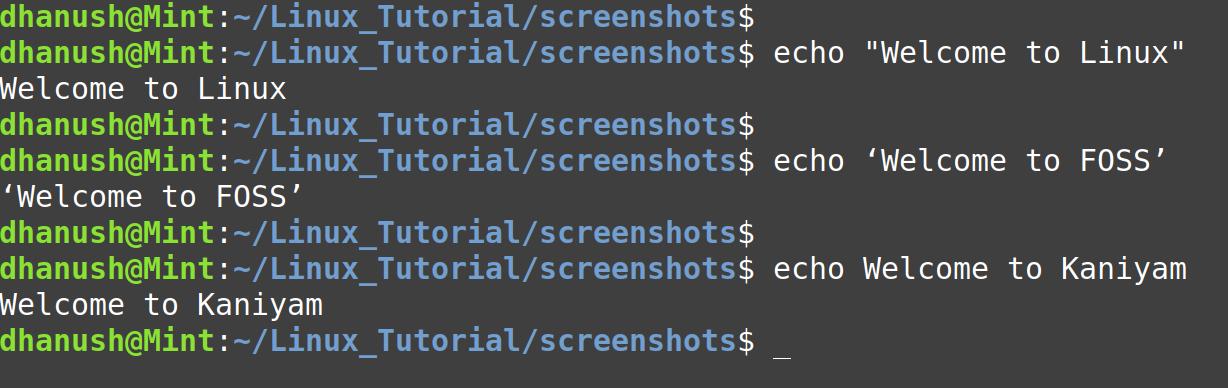 dhanush@Mint:~/Linux_Tutorial/screenshots$
dhanush@Mint:~/Linux_Tutorial/screenshots$ echo "Welcome to Linux"
Welcome to Linux
dhanush@Mint:~/Linux_Tutorial/screenshots$
dhanush@Mint:~/Linux_Tutorial/screenshots$ echo ‘Welcome to FOSS’
‘Welcome to FOSS’
dhanush@Mint:~/Linux_Tutorial/screenshots$
dhanush@Mint:~/Linux_Tutorial/screenshots$ echo Welcome to Kaniyam
Welcome to Kaniyam
dhanush@Mint:~/Linux_Tutorial/screenshots$ _